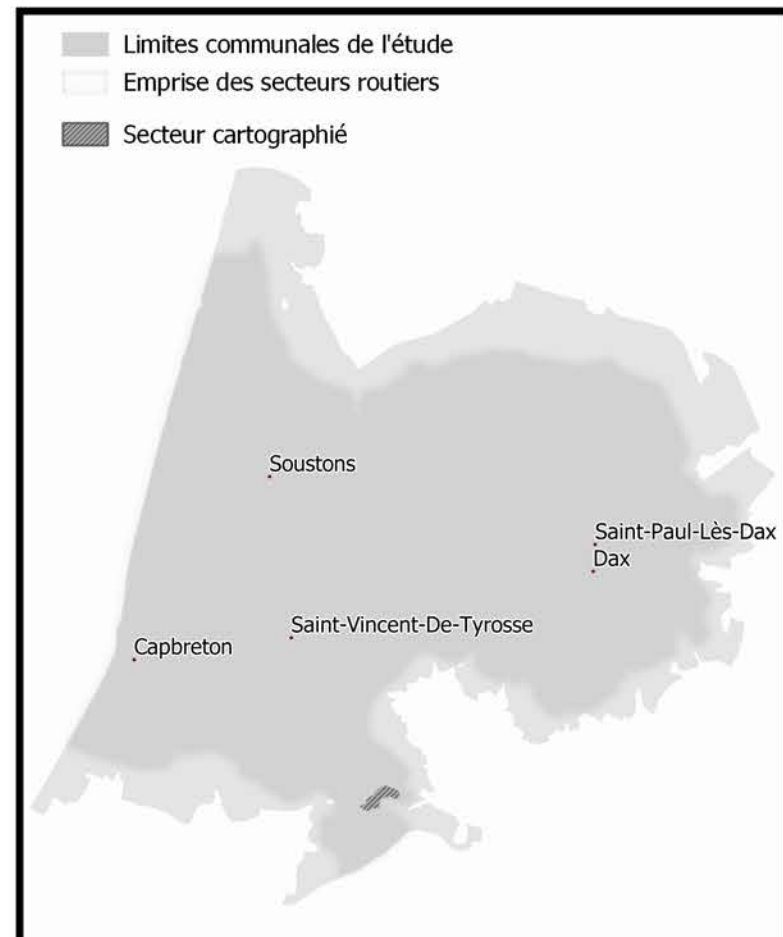 Limites communales de l'étude
Emprise des secteurs routiers
Secteur cartographié
Soustons
Saint-Paul-Lès-Dax
Dax
Saint-Vincent-De-Tyrosse
Capbreton